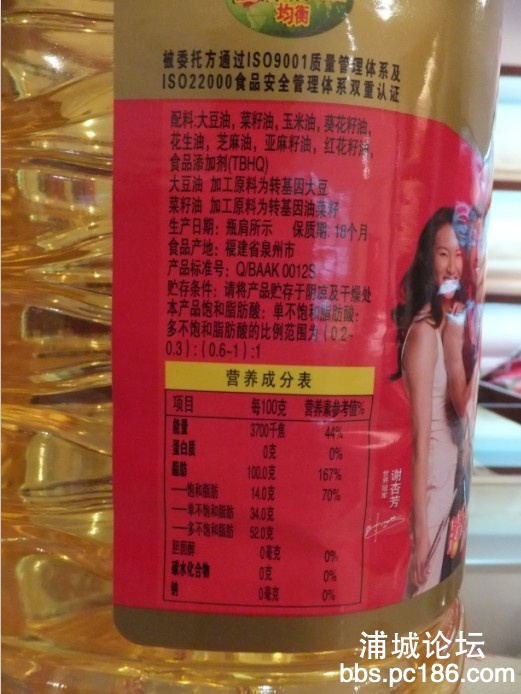 均衡
被委托方通过ISO9001质量管理体系及
ISO22000食品安全管理体系双重认证
配料:大豆油,菜籽油,玉米油,葵花籽油,
花生油,芝麻油,亚麻籽油,红花籽油,
食品添加剂(TBHQ)
大豆油 加工原料为转基因大豆
菜籽油 加工原料为转基因油菜籽
生产日期:瓶肩所示 保质期:18个月
食品产地:福建省泉州市
产品标准号:Q/BAAK 0012S
贮存条件:请将产品贮存于阴凉及干燥处
本产品饱和脂肪酸:单不饱和脂肪酸:
多不饱和脂肪酸的比例范围为(0.2~
0.3):(0.6~1):1
营养成分表
项目 每100克 营养素参考值%
能量 3700千焦 44%
蛋白质 0克 0%
脂肪 100.0克 167%
—饱和脂肪 14.0克 70%
—单不饱和脂肪 34.0克
—多不饱和脂肪 52.0克
胆固醇 0毫克 0%
碳水化合物 0克 0%
钠 0毫克 0%
世界冠军 谢杏芳
浦城论坛
bbs.pc186.com